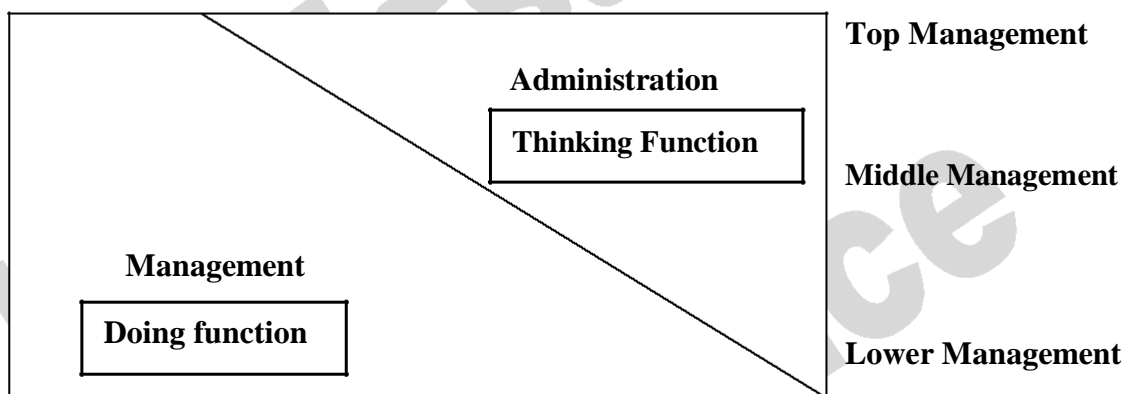 Top Management
Administration
Thinking Function
Middle Management
Management
Doing function
Lower Management